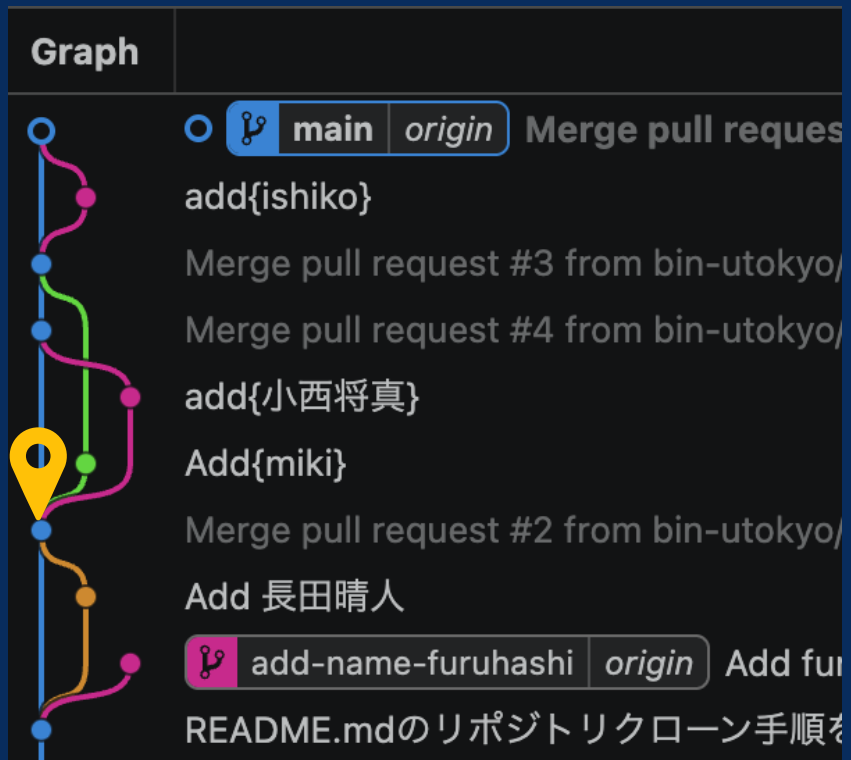 Graph
main origin Merge pull reques
add{ishiko}
Merge pull request #3 from bin-utokyo/
Merge pull request #4 from bin-utokyo/
add{小西将真}
Add{miki}
Merge pull request #2 from bin-utokyo/
Add 長田晴人
add-name-furuhashi origin Add fur
README.mdのリポジトリクローン手順を